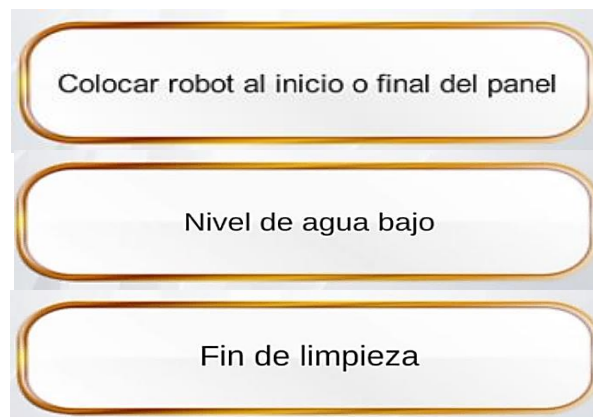 Colocar robot al inicio o final del panel
Nivel de agua bajo
Fin de limpieza